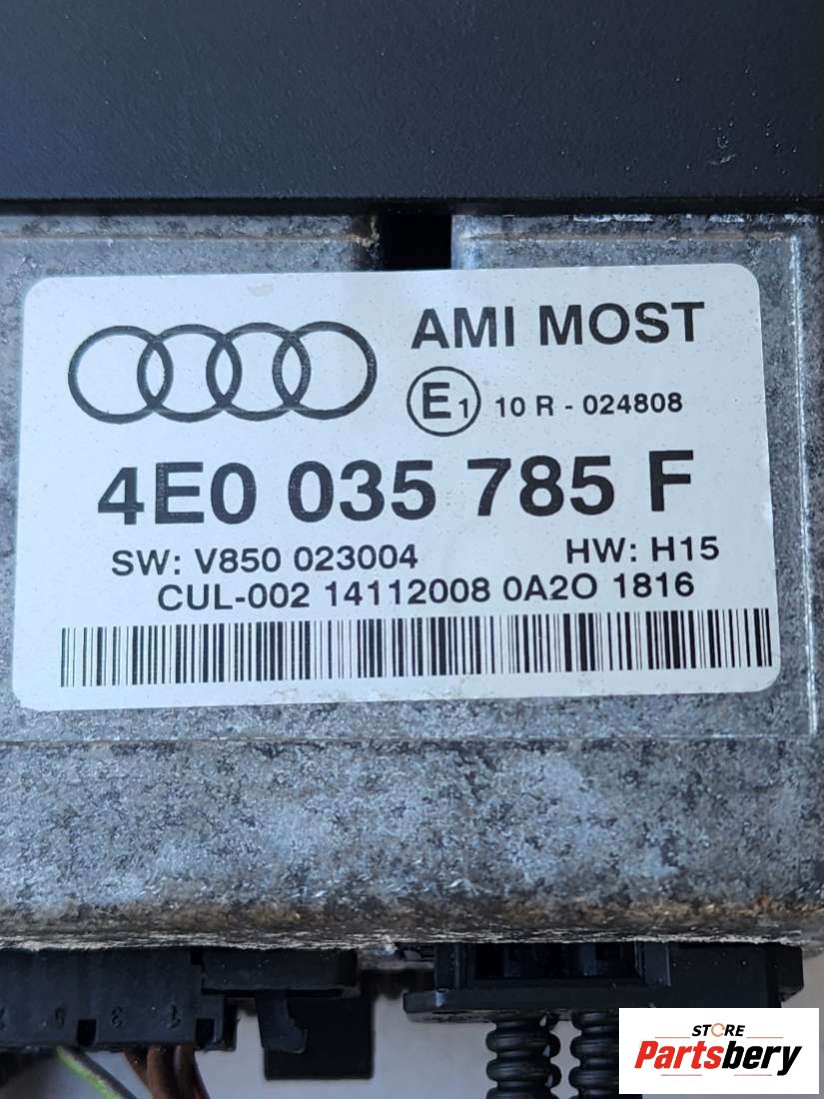 AMI MOST
E1 10 R - 024808
4E0 035 785 F
SW: V850 023004 HW: H15
CUL-002 14112008 0A2O 1816
STORE
Partsbery